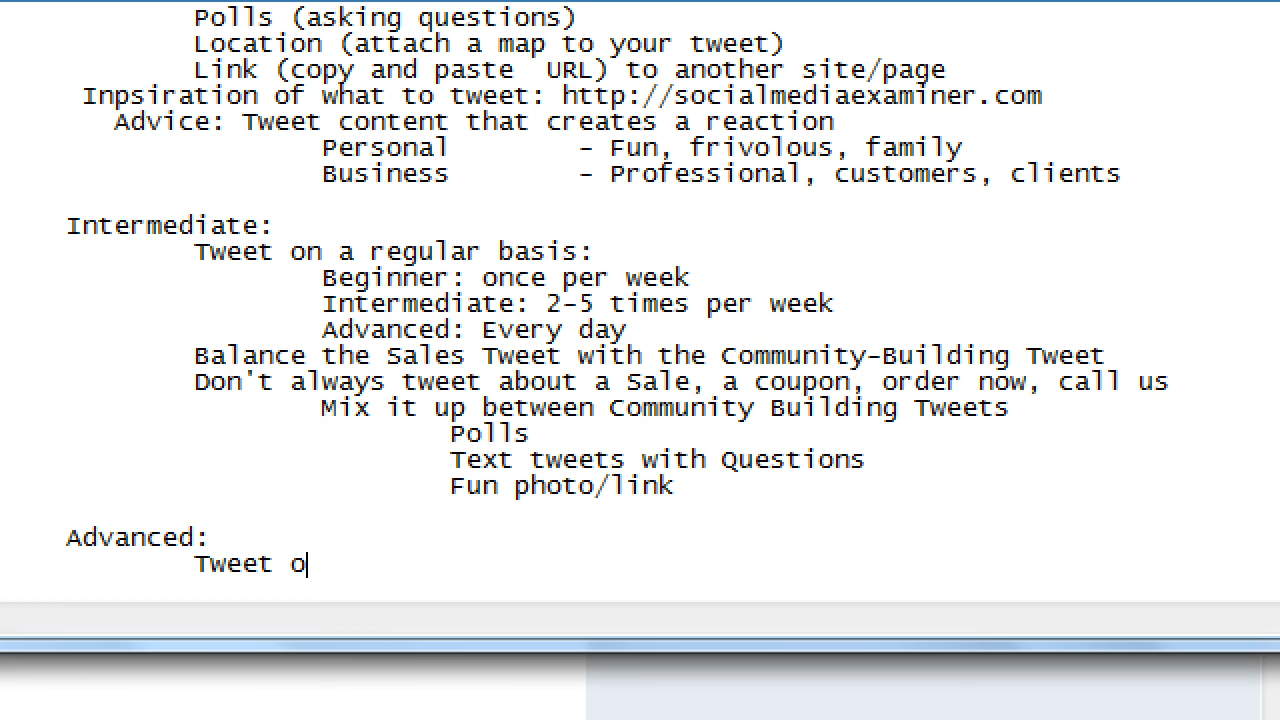 Polls (asking questions)
Location (attach a map to your tweet)
Link (copy and paste  URL) to another site/page
Inpsiration of what to tweet: http://socialmediaexaminer.com
Advice: Tweet content that creates a reaction
Personal - Fun, frivolous, family
Business - Professional, customers, clients
Intermediate:
Tweet on a regular basis:
Beginner: once per week
Intermediate: 2-5 times per week
Advanced: Every day
Balance the Sales Tweet with the Community-Building Tweet
Don't always tweet about a Sale, a coupon, order now, call us
Mix it up between Community Building Tweets
Polls
Text tweets with Questions
Fun photo/link
Advanced:
Tweet o